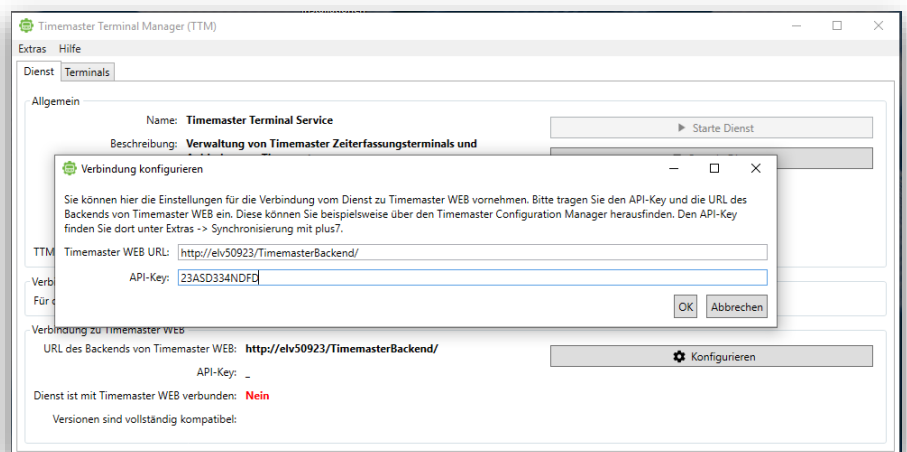 Timemaster Terminal Manager (TTM)
Extras Hilfe
Dienst Terminals
Allgemein
Name: Timemaster Terminal Service
Starte Dienst
Beschreibung: Verwaltung von Timemaster Zeiterfassungsterminals und
Verbindung konfigurieren
Sie können hier die Einstellungen für die Verbindung vom Dienst zu Timemaster WEB vornehmen. Bitte tragen Sie den API-Key und die URL des
Backends von Timemaster WEB ein. Diese können Sie beispielsweise über den Timemaster Configuration Manager herausfinden. Den API-Key
finden Sie dort unter Extras -> Synchronisierung mit plus7.
TTM
Timemaster WEB URL: http://elv50923/TimemasterBackend/
API-Key: 23ASD334NDFD
Verb
Für d
OK Abbrechen
Verbindung zu Timemaster WEB
URL des Backends von Timemaster WEB: http://elv50923/TimemasterBackend/
Konfigurieren
API-Key: _
Dienst ist mit Timemaster WEB verbunden: Nein
Versionen sind vollständig kompatibel: